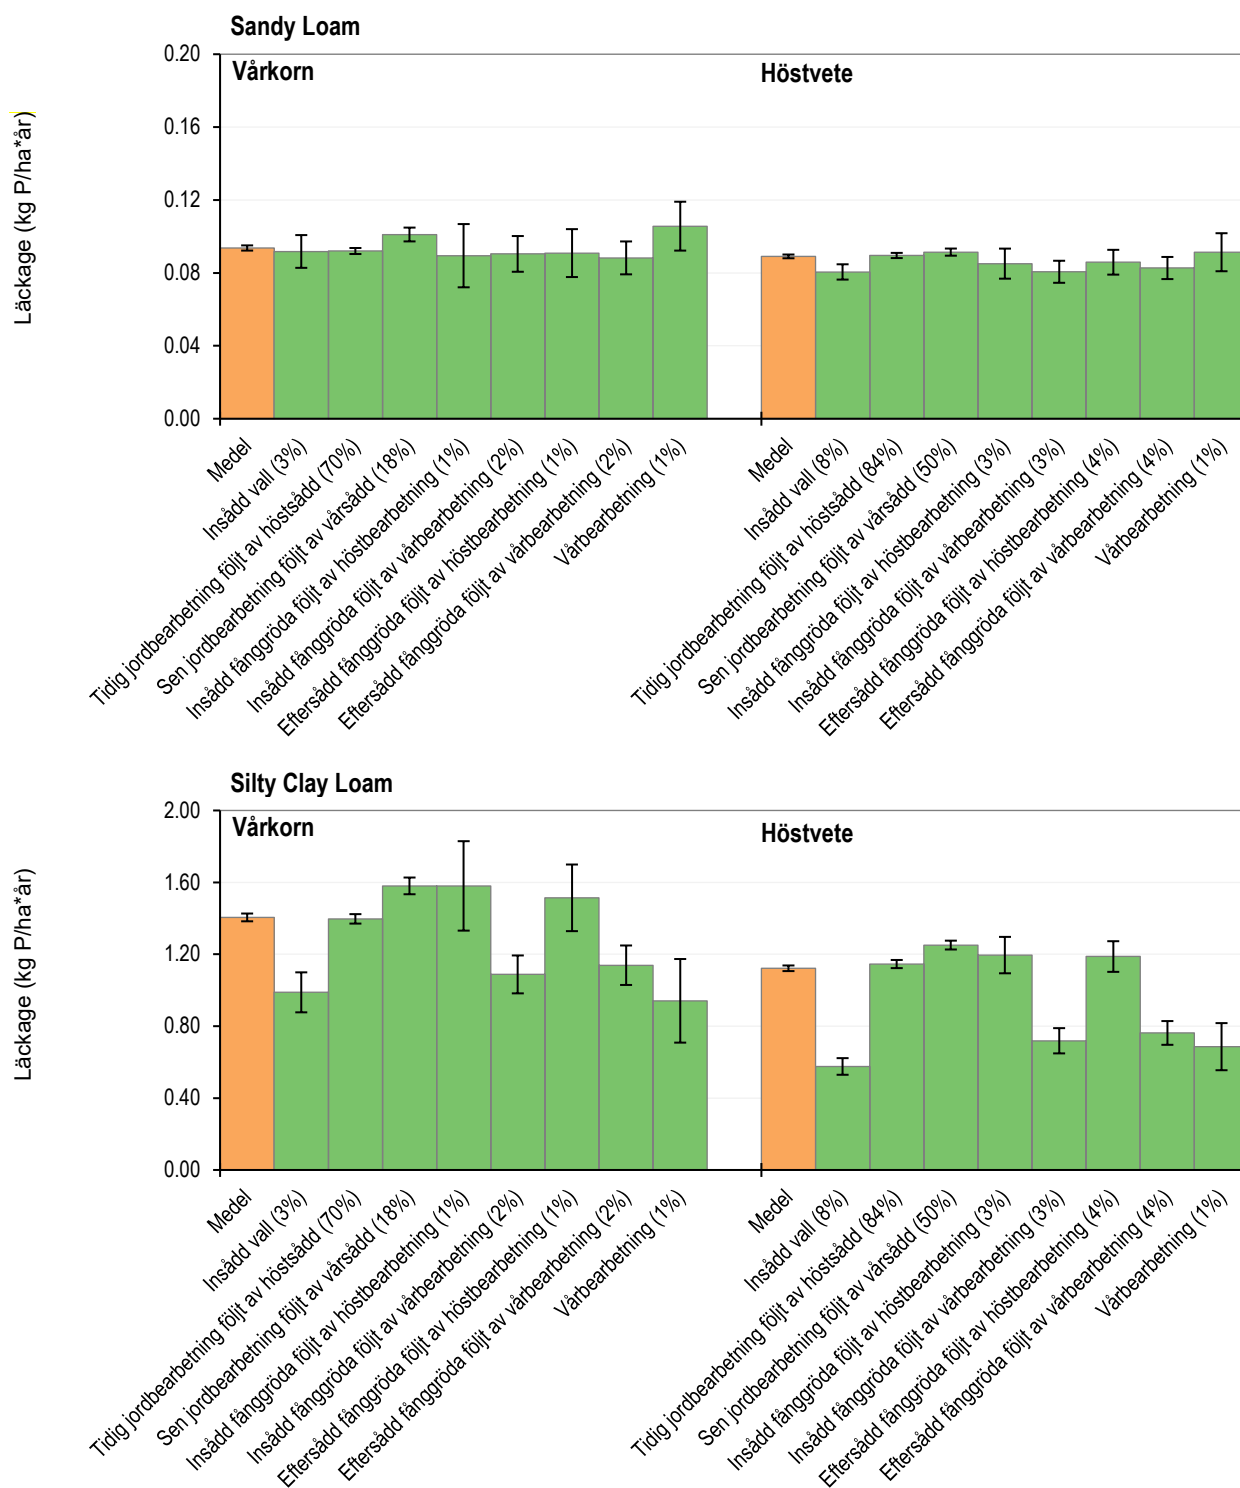 Sandy Loam
Vårkorn
Höstvete
Läckage (kg P/ha*år)
0.20
0.16
0.12
0.08
0.04
0.00
Medel
Insådd vall (3%)
Tidig jordbearbetning följt av höstsådd (70%)
Sen jordbearbetning följt av vårsådd (18%)
Insådd fånggröda följt av höstbearbetning (1%)
Insådd fånggröda följt av vårbearbetning (2%)
Eftersådd fånggröda följt av höstbearbetning (1%)
Eftersådd fånggröda följt av vårbearbetning (2%)
Vårbearbetning (1%)
Medel
Insådd vall (8%)
Tidig jordbearbetning följt av höstsådd (84%)
Sen jordbearbetning följt av vårsådd (50%)
Insådd fånggröda följt av höstbearbetning (3%)
Insådd fånggröda följt av vårbearbetning (3%)
Eftersådd fånggröda följt av höstbearbetning (4%)
Eftersådd fånggröda följt av vårbearbetning (4%)
Vårbearbetning (1%)
Silty Clay Loam
Vårkorn
Höstvete
Läckage (kg P/ha*år)
2.00
1.60
1.20
0.80
0.40
0.00
Medel
Insådd vall (3%)
Tidig jordbearbetning följt av höstsådd (70%)
Sen jordbearbetning följt av vårsådd (18%)
Insådd fånggröda följt av höstbearbetning (1%)
Insådd fånggröda följt av vårbearbetning (2%)
Eftersådd fånggröda följt av höstbearbetning (1%)
Eftersådd fånggröda följt av vårbearbetning (2%)
Vårbearbetning (1%)
Medel
Insådd vall (8%)
Tidig jordbearbetning följt av höstsådd (84%)
Sen jordbearbetning följt av vårsådd (50%)
Insådd fånggröda följt av höstbearbetning (3%)
Insådd fånggröda följt av vårbearbetning (3%)
Eftersådd fånggröda följt av höstbearbetning (4%)
Eftersådd fånggröda följt av vårbearbetning (4%)
Vårbearbetning (1%)